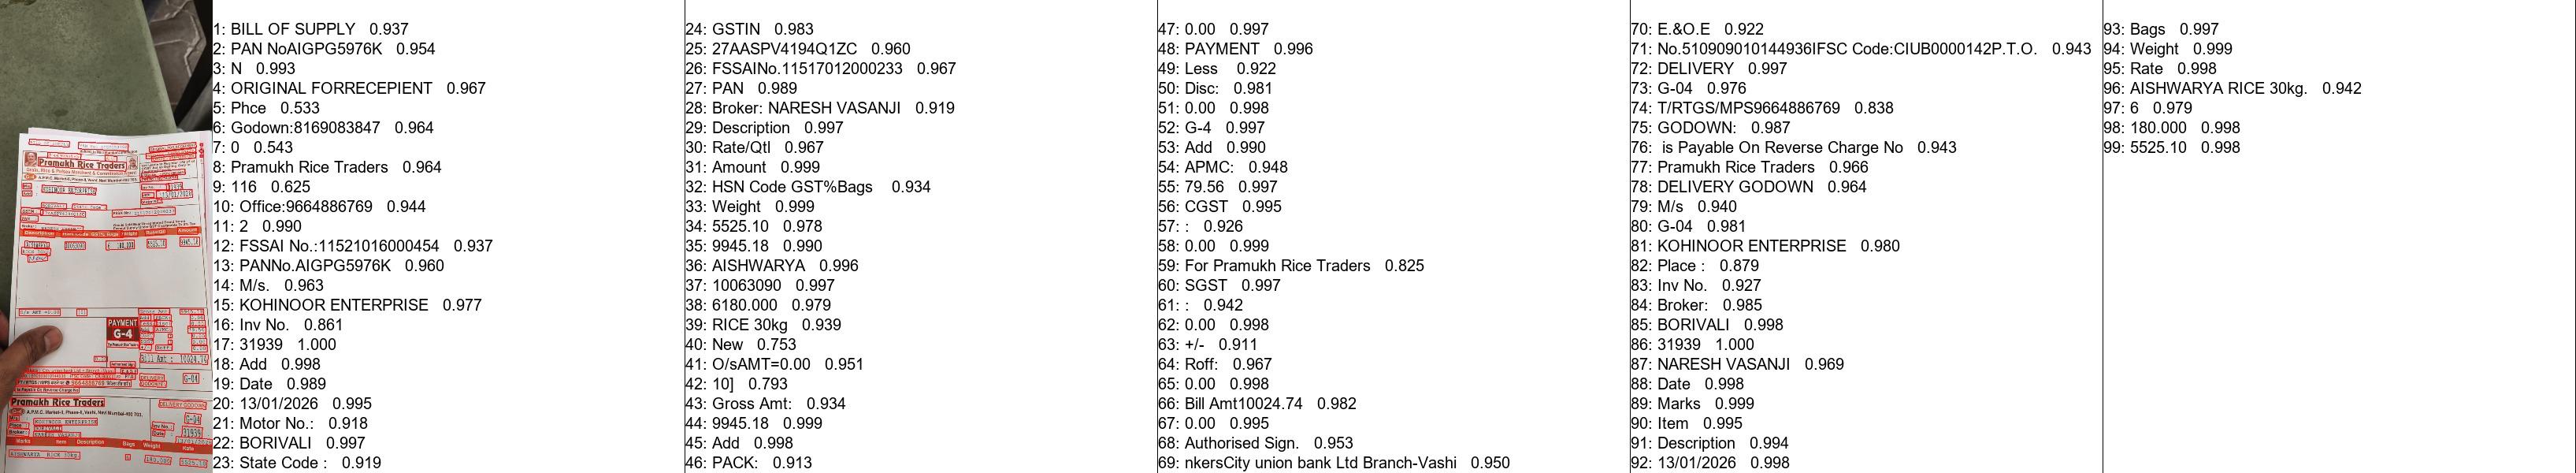 1: BILL OF SUPPLY 0.937
2: PAN NoAIGPG5976K 0.954
3: N 0.993
4: ORIGINAL FORRECEPIENT 0.967
5: Phce 0.533
6: Godown:8169083847 0.964
7: 0 0.543
8: Pramukh Rice Traders 0.964
9: 116 0.625
10: Office:9664886769 0.944
11: 2 0.990
12: FSSAI No.:11521016000454 0.937
13: PANNo.AIGPG5976K 0.960
14: M/s. 0.963
15: KOHINOOR ENTERPRISE 0.977
16: Inv No. 0.861
17: 31939 1.000
18: Add 0.998
19: Date 0.989
20: 13/01/2026 0.995
21: Motor No.: 0.918
22: BORIVALI 0.997
23: State Code : 0.919
24: GSTIN 0.983
25: 27AASPV4194Q1ZC 0.960
26: FSSAINo.11517012000233 0.967
27: PAN 0.989
28: Broker: NARESH VASANJI 0.919
29: Description 0.997
30: Rate/Qtl 0.967
31: Amount 0.999
32: HSN Code GST%Bags 0.934
33: Weight 0.999
34: 5525.10 0.978
35: 9945.18 0.990
36: AISHWARYA 0.996
37: 10063090 0.997
38: 6180.000 0.979
39: RICE 30kg 0.939
40: New 0.753
41: O/sAMT=0.00 0.951
42: 10] 0.793
43: Gross Amt: 0.934
44: 9945.18 0.999
45: Add 0.998
46: PACK: 0.913
47: 0.00 0.997
48: PAYMENT 0.996
49: Less 0.922
50: Disc: 0.981
51: 0.00 0.998
52: G-4 0.997
53: Add 0.990
54: APMC: 0.948
55: 79.56 0.997
56: CGST 0.995
57: : 0.926
58: 0.00 0.999
59: For Pramukh Rice Traders 0.825
60: SGST 0.997
61: : 0.942
62: 0.00 0.998
63: +/- 0.911
64: Roff: 0.967
65: 0.00 0.998
66: Bill Amt10024.74 0.982
67: 0.00 0.995
68: Authorised Sign. 0.953
69: nkersCity union bank Ltd Branch-Vashi 0.950
70: E.&O.E 0.922
71: No.510909010144936IFSC Code:CIUB0000142P.T.O. 0.943
72: DELIVERY 0.997
73: G-04 0.976
74: T/RTGS/MPS9664886769 0.838
75: GODOWN: 0.987
76: is Payable On Reverse Charge No 0.943
77: Pramukh Rice Traders 0.966
78: DELIVERY GODOWN 0.964
79: M/s 0.940
80: G-04 0.981
81: KOHINOOR ENTERPRISE 0.980
82: Place : 0.879
83: Inv No. 0.927
84: Broker: 0.985
85: BORIVALI 0.998
86: 31939 1.000
87: NARESH VASANJI 0.969
88: Date 0.998
89: Marks 0.999
90: Item 0.995
91: Description 0.994
92: 13/01/2026 0.998
93: Bags 0.997
94: Weight 0.999
95: Rate 0.998
96: AISHWARYA RICE 30kg. 0.942
97: 6 0.979
98: 180.000 0.998
99: 5525.10 0.998